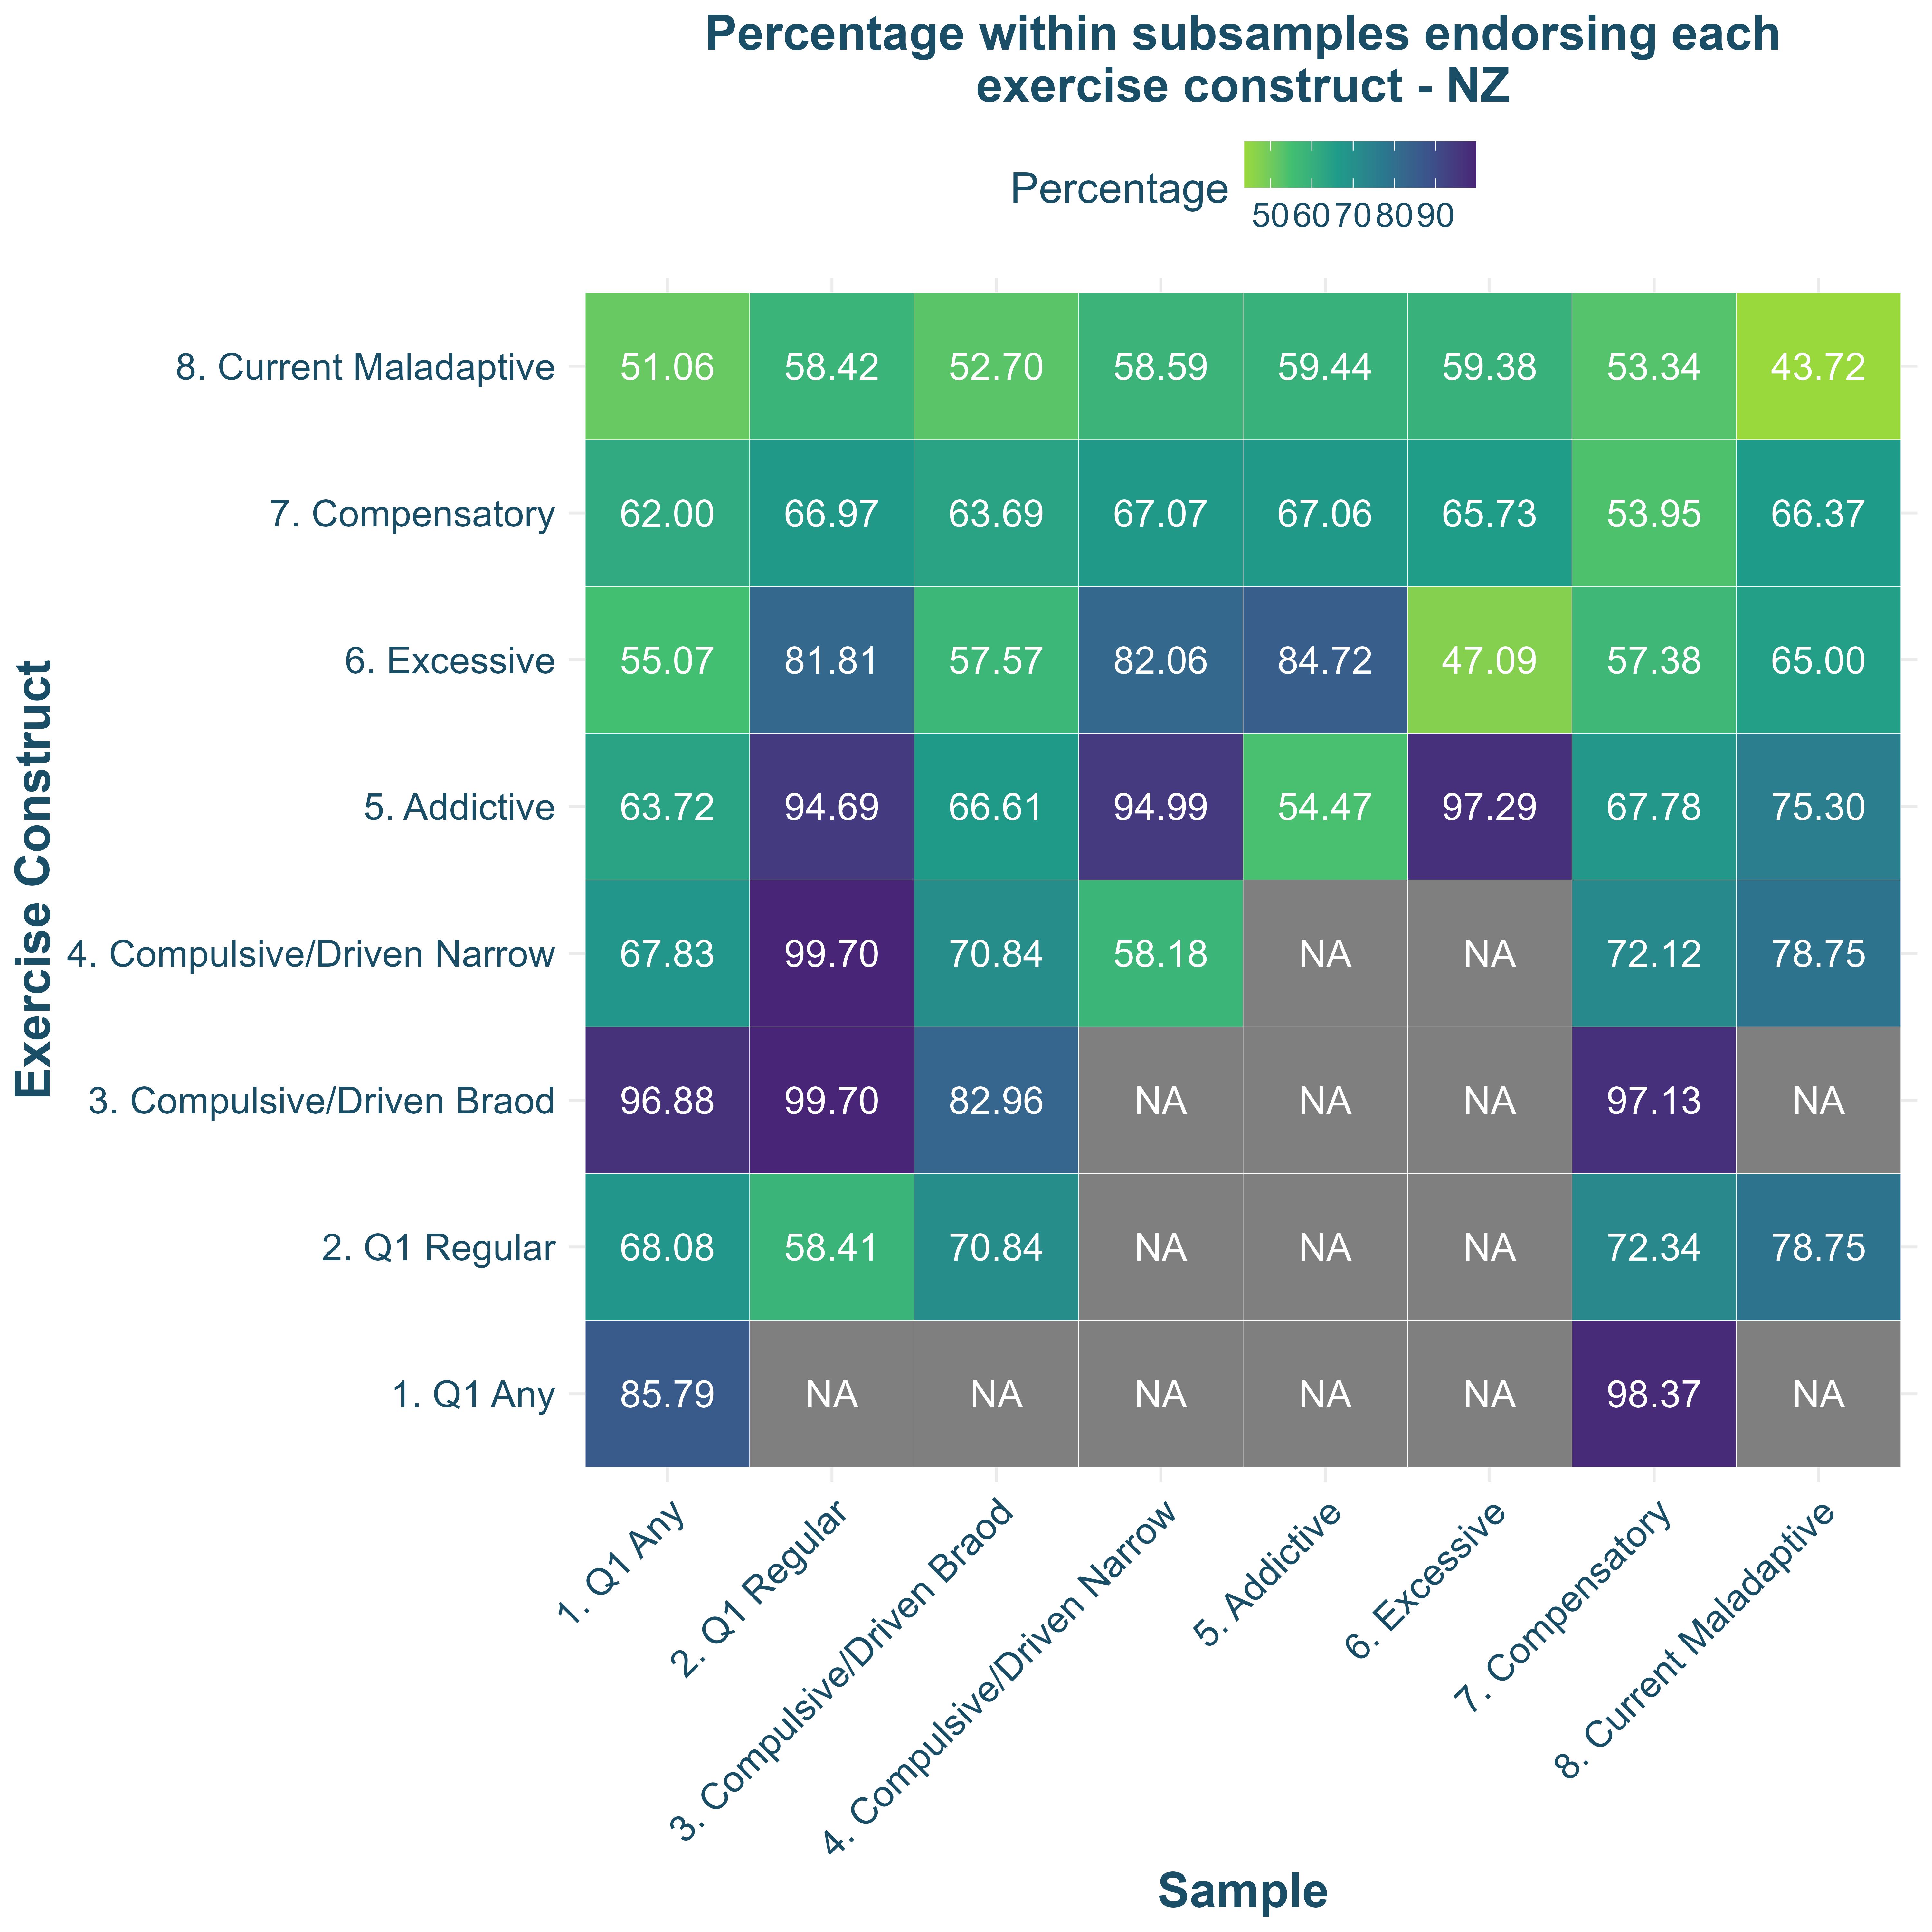 Percentage within subsamples endorsing each
exercise construct - NZ
Percentage
50 60 70 80 90
Exercise Construct
8. Current Maladaptive 51.06 58.42 52.70 58.59 59.44 59.38 53.34 43.72
7. Compensatory 62.00 66.97 63.69 67.07 67.06 65.73 53.95 66.37
6. Excessive 55.07 81.81 57.57 82.06 84.72 47.09 57.38 65.00
5. Addictive 63.72 94.69 66.61 94.99 54.47 97.29 67.78 75.30
4. Compulsive/Driven Narrow 67.83 99.70 70.84 58.18 NA NA 72.12 78.75
3. Compulsive/Driven Braod 96.88 99.70 82.96 NA NA NA 97.13 NA
2. Q1 Regular 68.08 58.41 70.84 NA NA NA 72.34 78.75
1. Q1 Any 85.79 NA NA NA NA NA 98.37 NA
1. Q1 Any
2. Q1 Regular
3. Compulsive/Driven Braod
4. Compulsive/Driven Narrow
5. Addictive
6. Excessive
7. Compensatory
8. Current Maladaptive
Sample